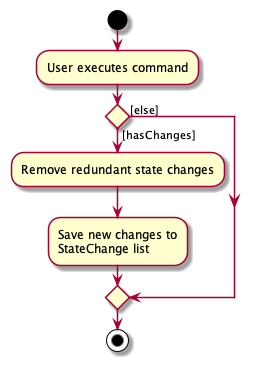 User executes command
[else]
[hasChanges]
Remove redundant state changes
Save new changes to
StateChange list